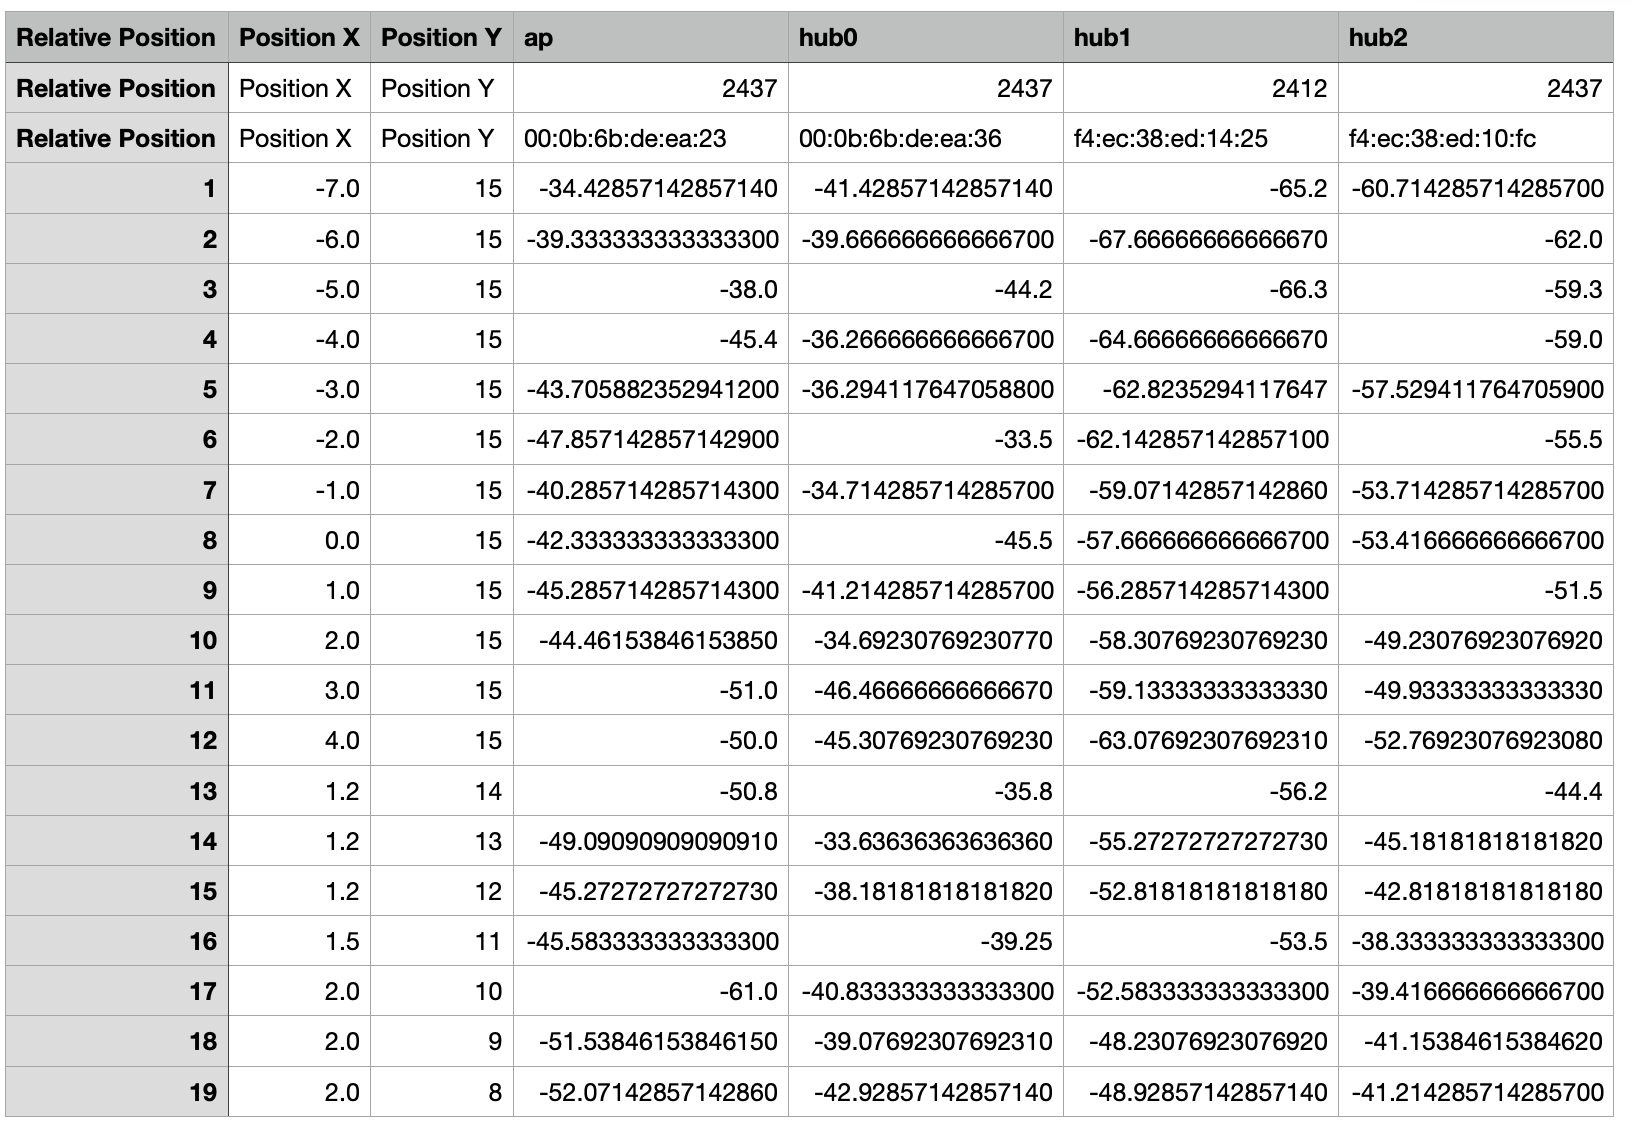 Relative Position Position X Position Y ap hub0 hub1 hub2
Relative Position Position X Position Y 2437 2437 2412 2437
Relative Position Position X Position Y 00:0b:6b:de:ea:23 00:0b:6b:de:ea:36 f4:ec:38:ed:14:25 f4:ec:38:ed:10:fc
1 -7.0 15 -34.42857142857140 -41.42857142857140 -65.2 -60.714285714285700
2 -6.0 15 -39.333333333333300 -39.666666666666700 -67.66666666666670 -62.0
3 -5.0 15 -38.0 -44.2 -66.3 -59.3
4 -4.0 15 -45.4 -36.266666666666700 -64.66666666666670 -59.0
5 -3.0 15 -43.705882352941200 -36.294117647058800 -62.8235294117647 -57.529411764705900
6 -2.0 15 -47.857142857142900 -33.5 -62.142857142857100 -55.5
7 -1.0 15 -40.285714285714300 -34.714285714285700 -59.07142857142860 -53.714285714285700
8 0.0 15 -42.333333333333300 -45.5 -57.666666666666700 -53.416666666666700
9 1.0 15 -45.285714285714300 -41.214285714285700 -56.285714285714300 -51.5
10 2.0 15 -44.46153846153850 -34.69230769230770 -58.30769230769230 -49.23076923076920
11 3.0 15 -51.0 -46.46666666666670 -59.13333333333330 -49.93333333333330
12 4.0 15 -50.0 -45.30769230769230 -63.07692307692310 -52.76923076923080
13 1.2 14 -50.8 -35.8 -56.2 -44.4
14 1.2 13 -49.09090909090910 -33.63636363636360 -55.27272727272730 -45.18181818181820
15 1.2 12 -45.27272727272730 -38.18181818181820 -52.81818181818180 -42.81818181818180
16 1.5 11 -45.583333333333300 -39.25 -53.5 -38.333333333333300
17 2.0 10 -61.0 -40.833333333333300 -52.583333333333300 -39.416666666666700
18 2.0 9 -51.53846153846150 -39.07692307692310 -48.23076923076920 -41.15384615384620
19 2.0 8 -52.07142857142860 -42.92857142857140 -48.92857142857140 -41.214285714285700